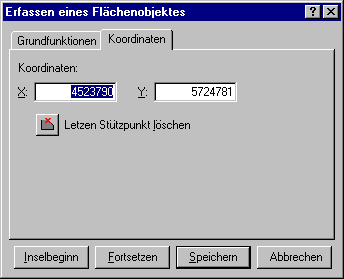 Erfassen eines Flächenobjektes
Grundfunktionen Koordinaten
Koordinaten:
X: 4523790 Y: 5724781
Letzen Stützpunkt löschen
Inselbeginn Fortsetzen Speichern Abbrechen